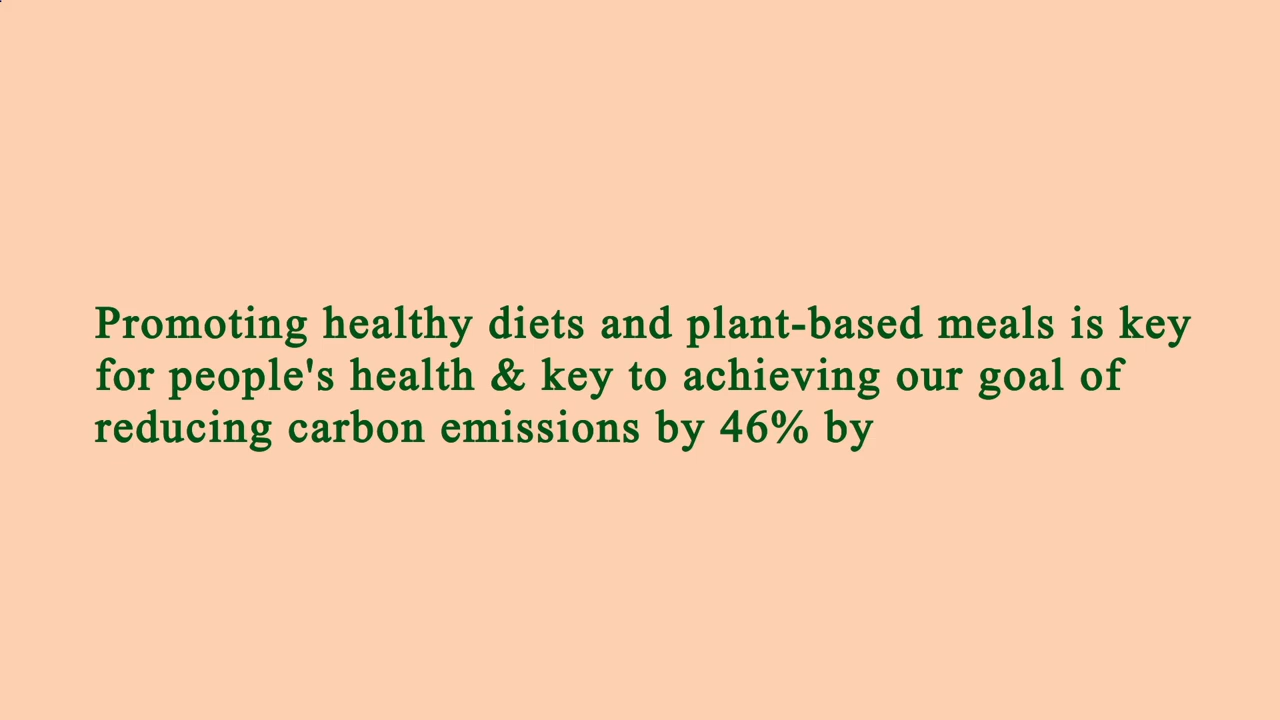 Promoting healthy diets and plant-based meals is key
for people's health & key to achieving our goal of
reducing carbon emissions by 46% by